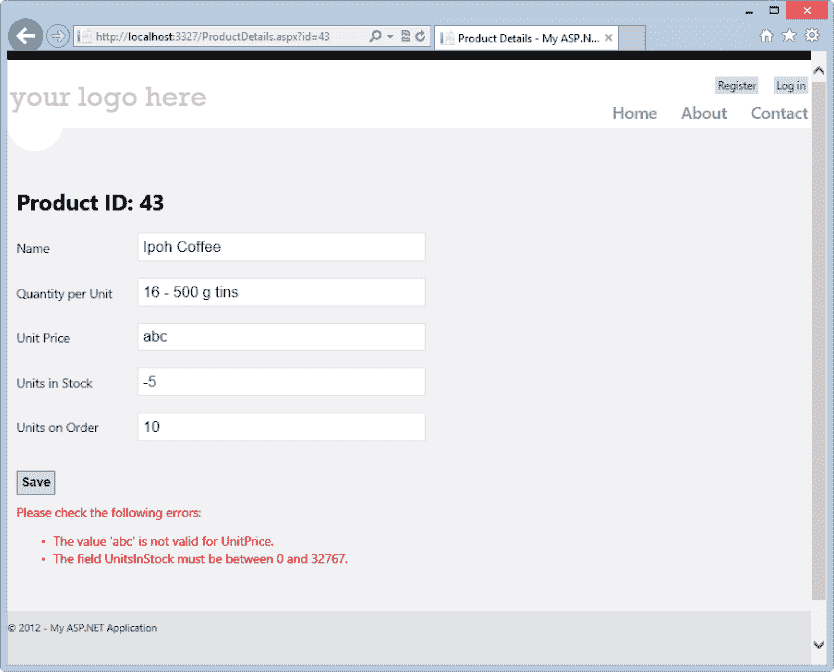 http://localhost:3327/ProductDetails.aspx?id=43
Product Details - My ASP.N...
Register
Log in
your logo here
Home
About
Contact
Product ID: 43
Name
Ipoh Coffee
Quantity per Unit
16 - 500 g tins
Unit Price
abc
Units in Stock
-5
Units on Order
10
Save
Please check the following errors:
• The value 'abc' is not valid for UnitPrice.
• The field UnitsInStock must be between 0 and 32767.
© 2012 - My ASP.NET Application